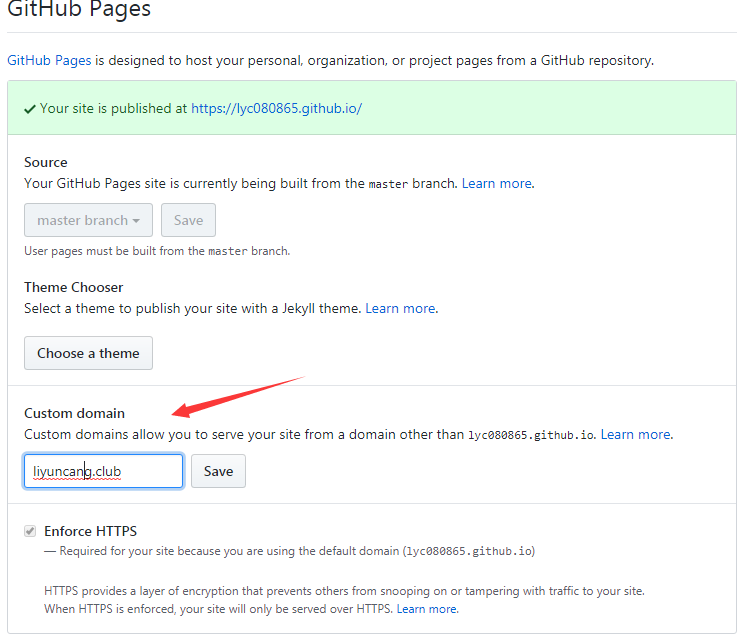 GitHub Pages
GitHub Pages is designed to host your personal, organization, or project pages from a GitHub repository.
Your site is published at https://lyc080865.github.io/
Source
Your GitHub Pages site is currently being built from the master branch. Learn more.
master branch Save
User pages must be built from the master branch.
Theme Chooser
Select a theme to publish your site with a Jekyll theme. Learn more.
Choose a theme
Custom domain
Custom domains allow you to serve your site from a domain other than lyc080865.github.io. Learn more.
liyuncang.club Save
Enforce HTTPS
— Required for your site because you are using the default domain (lyc080865.github.io)
HTTPS provides a layer of encryption that prevents others from snooping on or tampering with traffic to your site.
When HTTPS is enforced, your site will only be served over HTTPS. Learn more.